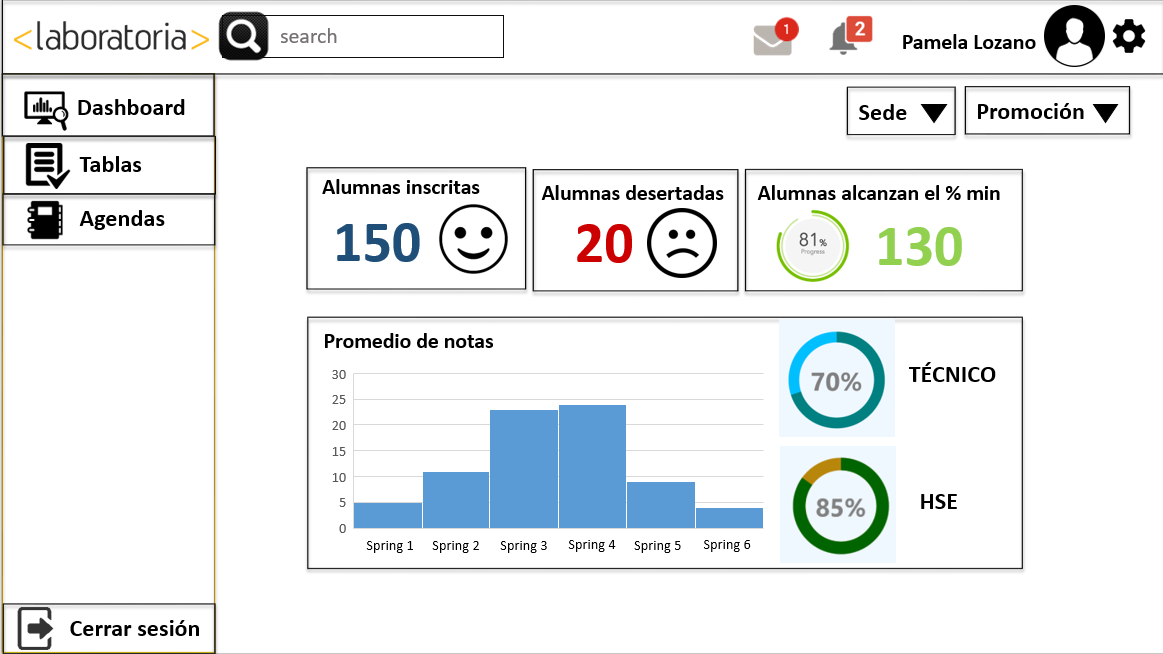 <laboratoria>
search
1
2
Pamela Lozano
Dashboard
Tablas
Agendas
Cerrar sesión
Sede
Promoción
Alumnas inscritas
150
Alumnas desertadas
20
Alumnas alcanzan el % min
81%
Progress
130
Promedio de notas
30
25
20
15
10
5
0
Spring 1
Spring 2
Spring 3
Spring 4
Spring 5
Spring 6
70%
TÉCNICO
85%
HSE